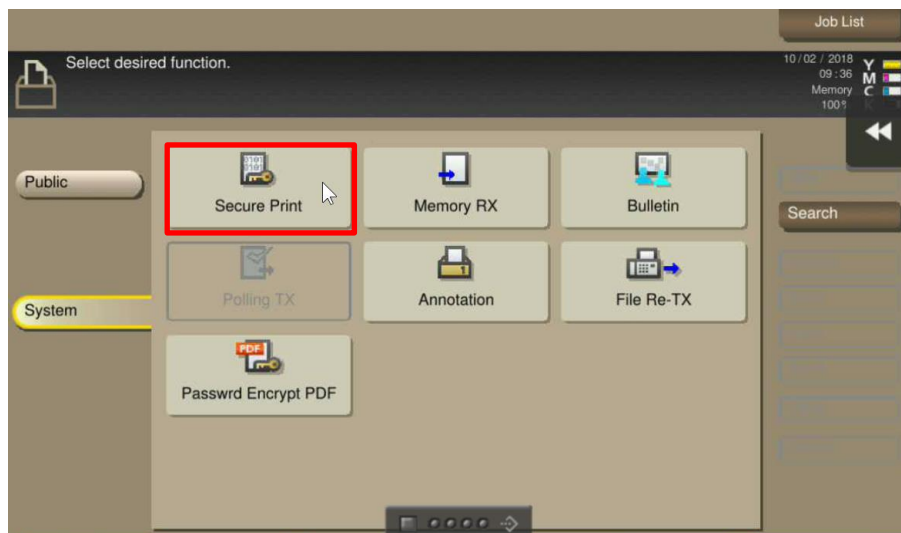 Job List
Select desired function.
10/02 / 2018
09 : 36
Memory
100%
Y
M
C
K
Public
Secure Print
Memory RX
Bulletin
Search
Polling TX
Annotation
File Re-TX
System
PDF
Passwrd Encrypt PDF